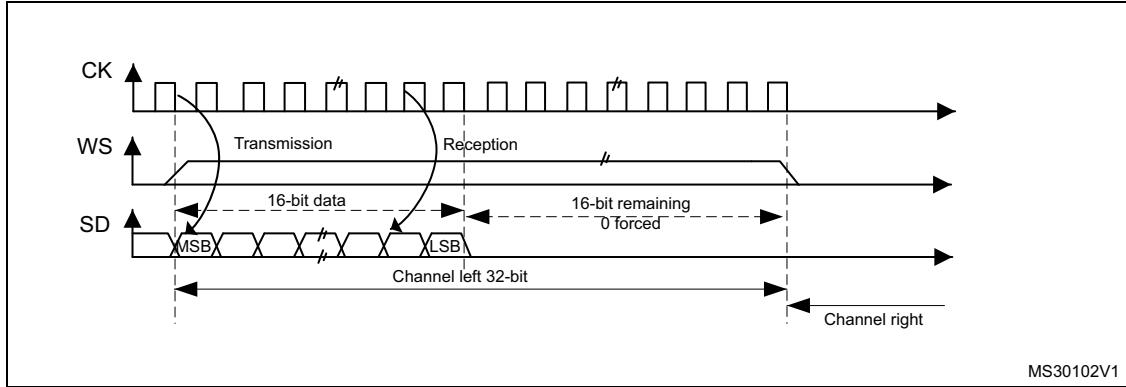 CK
WS
Transmission
Reception
16-bit data
16-bit remaining
0 forced
SD
MSB
LSB
Channel left 32-bit
Channel right
MS30102V1